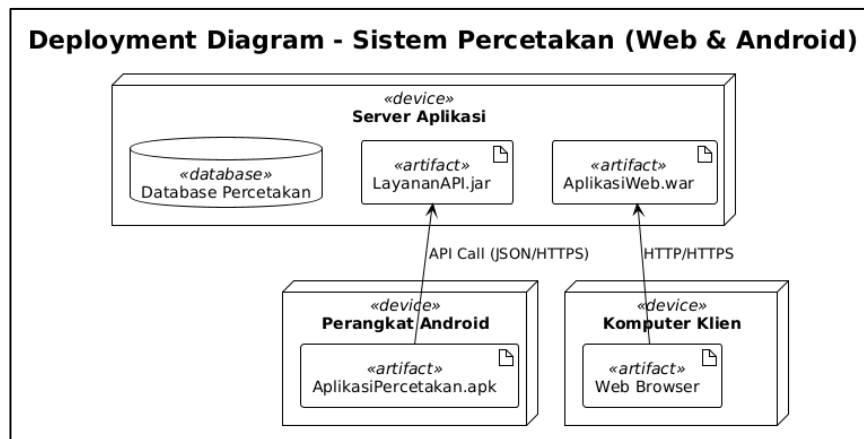 Deployment Diagram - Sistem Percetakan (Web & Android)
«device»
Server Aplikasi
«database»
Database Percetakan
«artifact»
LayananAPI.jar
«artifact»
AplikasiWeb.war
API Call (JSON/HTTPS)
HTTP/HTTPS
«device»
Perangkat Android
«artifact»
AplikasiPercetakan.apk
«device»
Komputer Klien
«artifact»
Web Browser